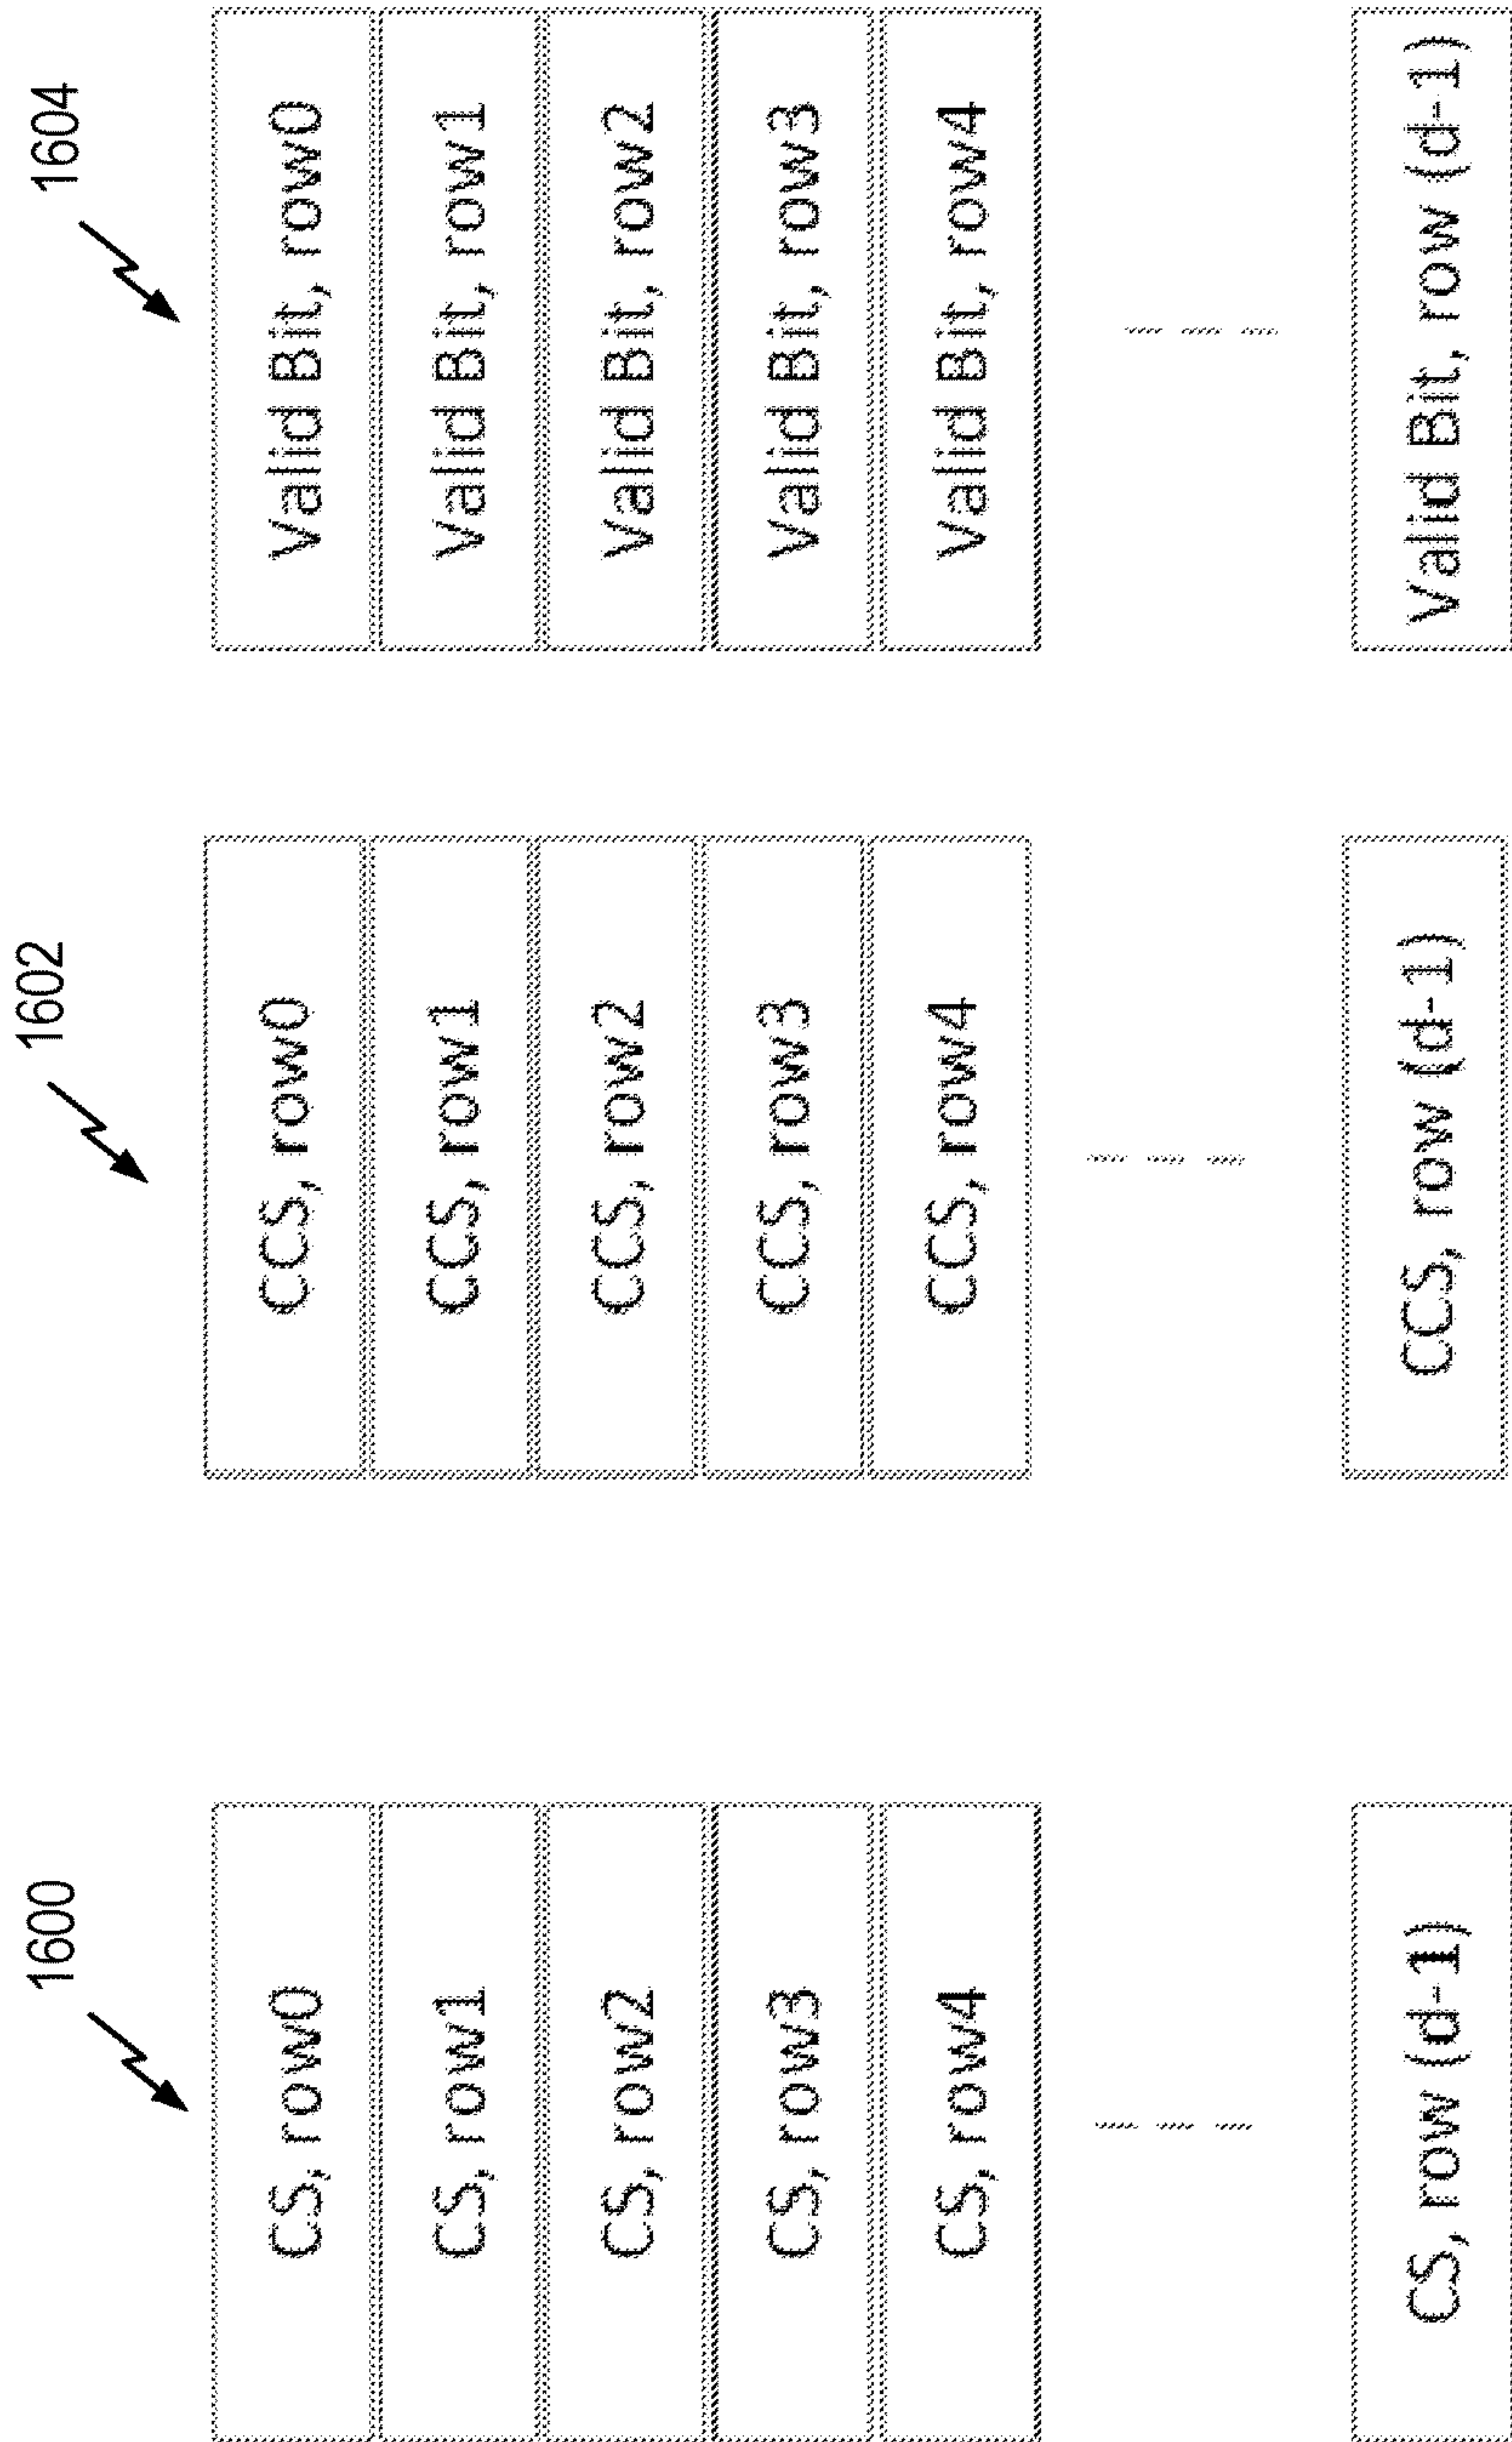 1600
CS, row0
CS, row1
CS, row2
CS, row3
CS, row4
CS, row (d-1)
1602
CCS, row0
CCS, row1
CCS, row2
CCS, row3
CCS, row4
CCS, row (d-1)
1604
Valid Bit, row0
Valid Bit, row1
Valid Bit, row2
Valid Bit, row3
Valid Bit, row4
Valid Bit, row (d-1)